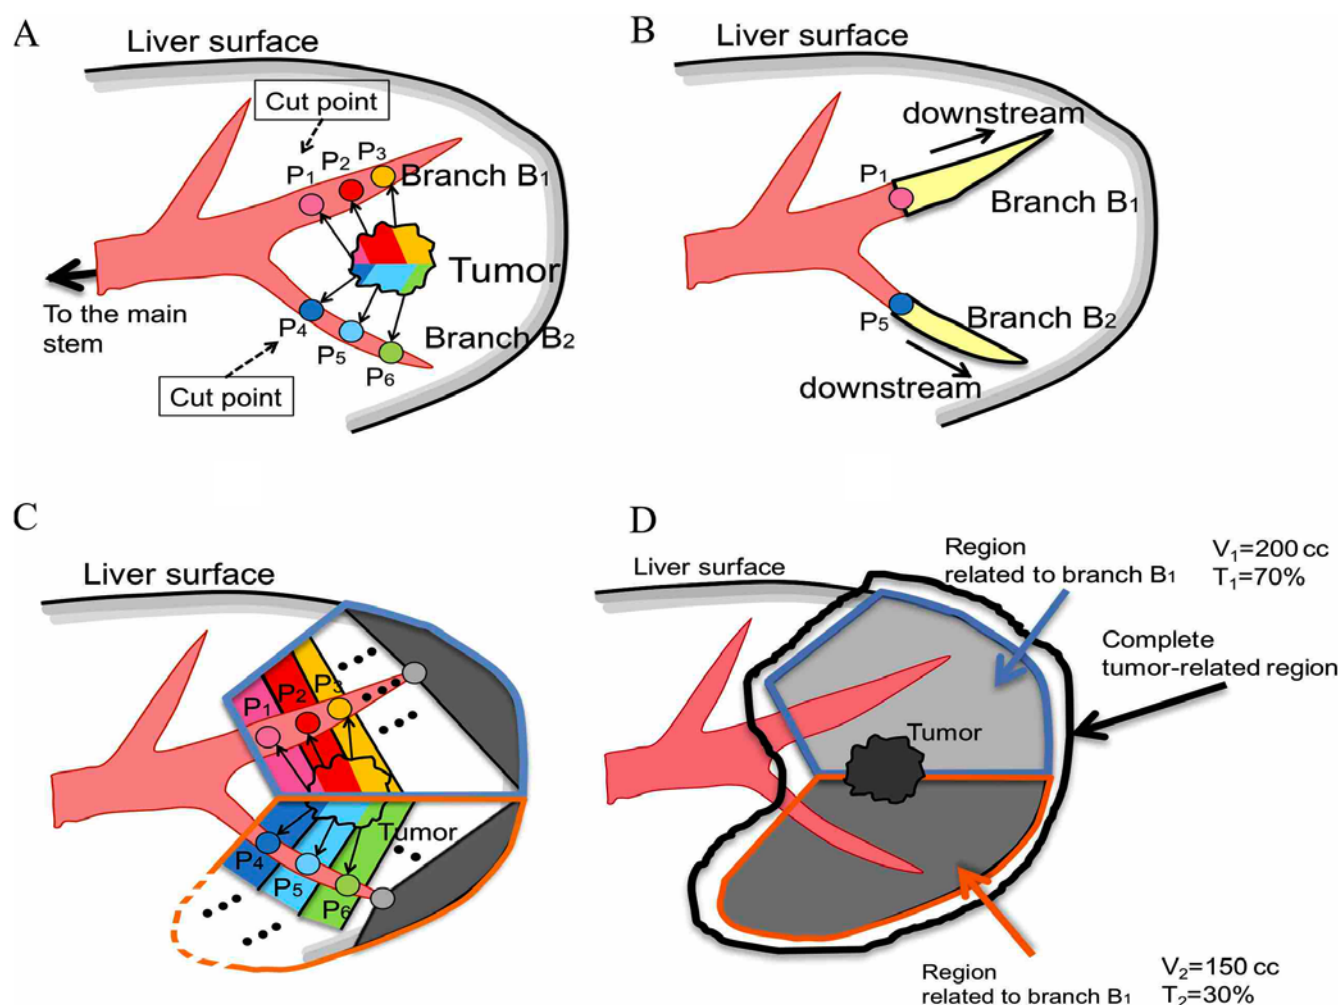 A
Liver surface
Cut point
P1
P2
P3
Branch B1
Tumor
To the main
stem
P4
P5
P6
Branch B2
Cut point
B
Liver surface
downstream
P1
Branch B1
P5
Branch B2
downstream
C
Liver surface
P1
P2
P3
P4
P5
P6
Tumor
D
Liver surface
Region
related to branch B1
V1=200 cc
T1=70%
Complete
tumor-related region
Tumor
Region
related to branch B1
V2=150 cc
T2=30%